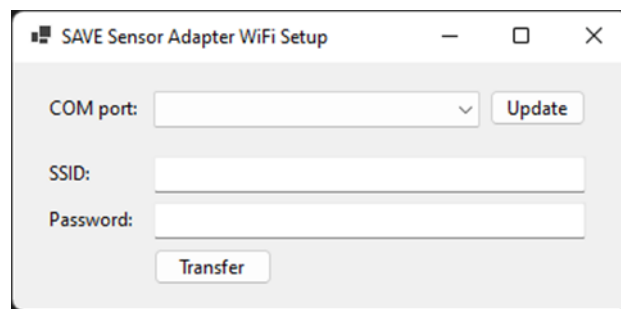 SAVE Sensor Adapter WiFi Setup
COM port: Update
SSID:
Password:
Transfer